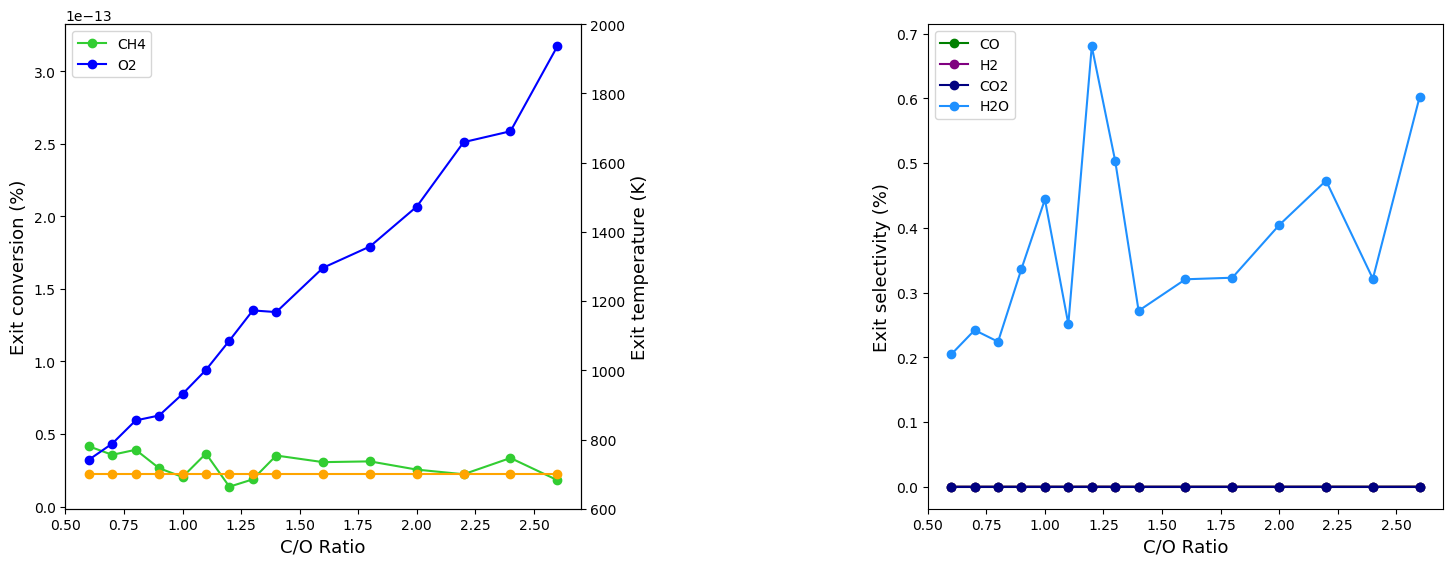 1e−13
CH4
O2
3.0
2.5
2.0
1.5
1.0
0.5
0.0
Exit conversion (%)
0.50 0.75 1.00 1.25 1.50 1.75 2.00 2.25 2.50
C/O Ratio
2000
1800
1600
1400
1200
1000
800
600
Exit temperature (K)
CO
H2
CO2
H2O
0.7
0.6
0.5
0.4
0.3
0.2
0.1
0.0
Exit selectivity (%)
0.50 0.75 1.00 1.25 1.50 1.75 2.00 2.25 2.50
C/O Ratio